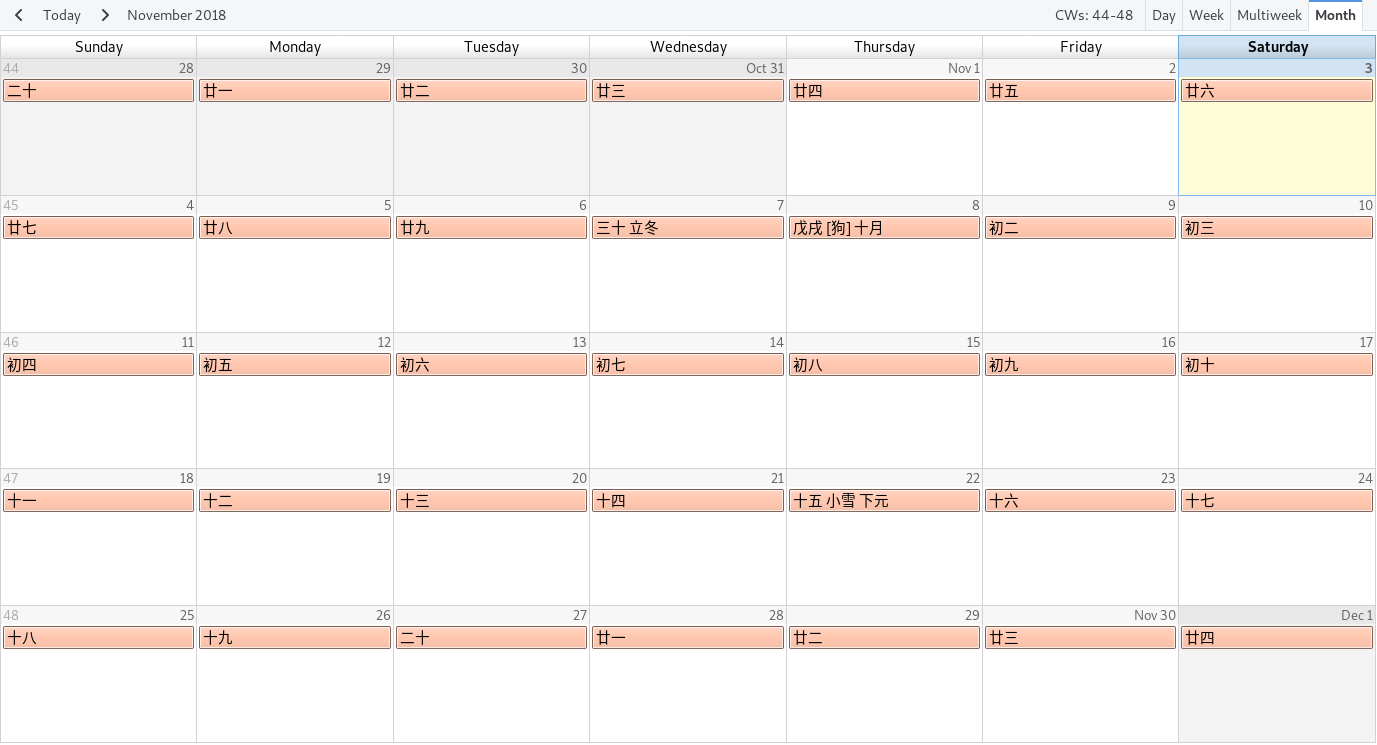 Today November 2018 CWs: 44-48 Day Week Multiweek Month
Sunday Monday Tuesday Wednesday Thursday Friday Saturday
44 28 29 30 Oct 31 Nov 1 2 3
二十 廿一 廿二 廿三 廿四 廿五 廿六
45 4 5 6 7 8 9 10
廿七 廿八 廿九 三十 立冬 戊戌 [狗] 十月 初二 初三
46 11 12 13 14 15 16 17
初四 初五 初六 初七 初八 初九 初十
47 18 19 20 21 22 23 24
十一 十二 十三 十四 十五 小雪 下元 十六 十七
48 25 26 27 28 29 Nov 30 Dec 1
十八 十九 二十 廿一 廿二 廿三 廿四